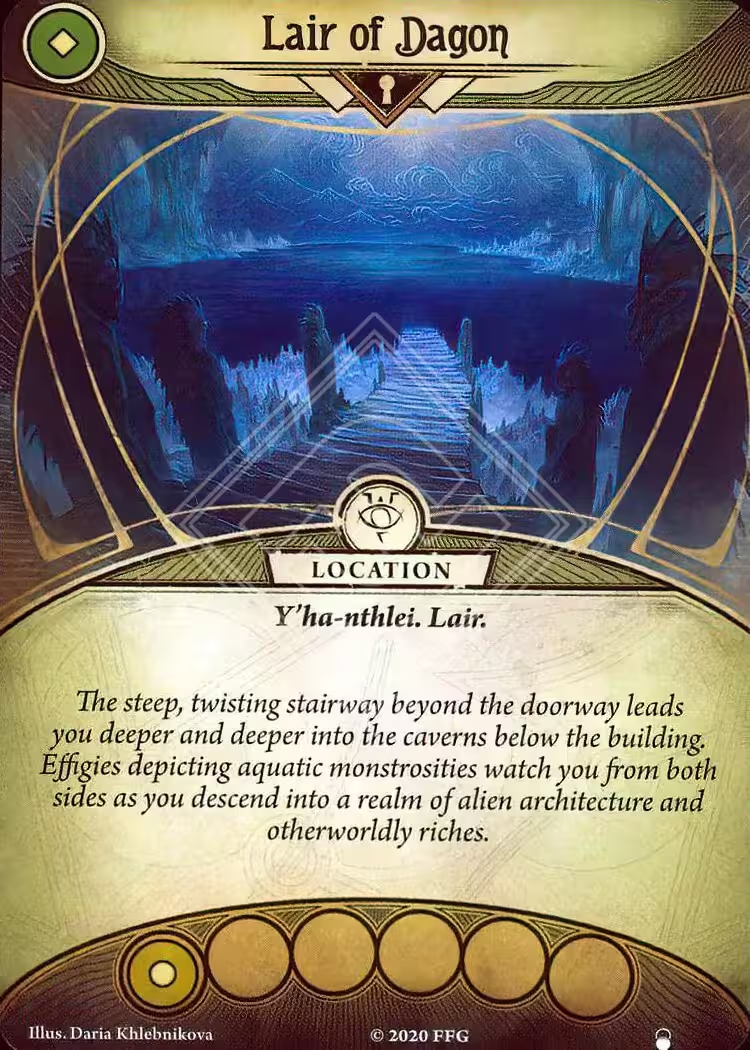 Lair of Dagon
LOCATION
Y'ha-nthlei. Lair.
The steep, twisting stairway beyond the doorway leads
you deeper and deeper into the caverns below the building.
Effigies depicting aquatic monstrosities watch you from both
sides as you descend into a realm of alien architecture and
otherworldly riches.
Illus. Daria Khlebnikova
© 2020 FFG